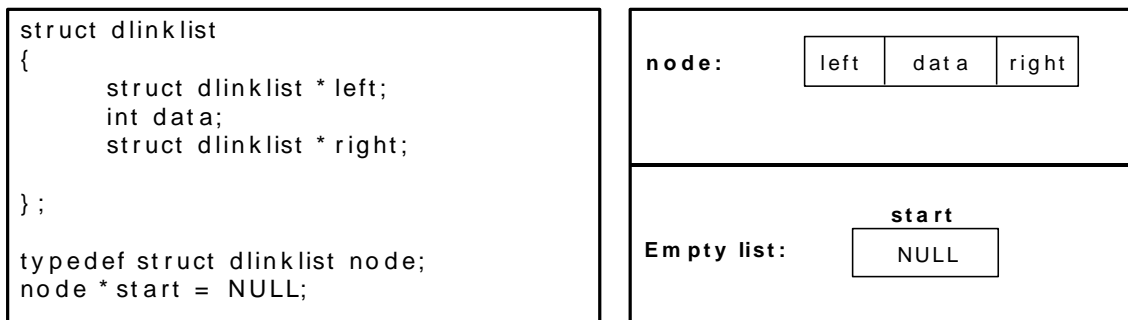 struct dlinklist
{
struct dlinklist * left;
int data;
struct dlinklist * right;
};
typedef struct dlinklist node;
node * start = NULL;
node: left data right
start
Empty list: NULL